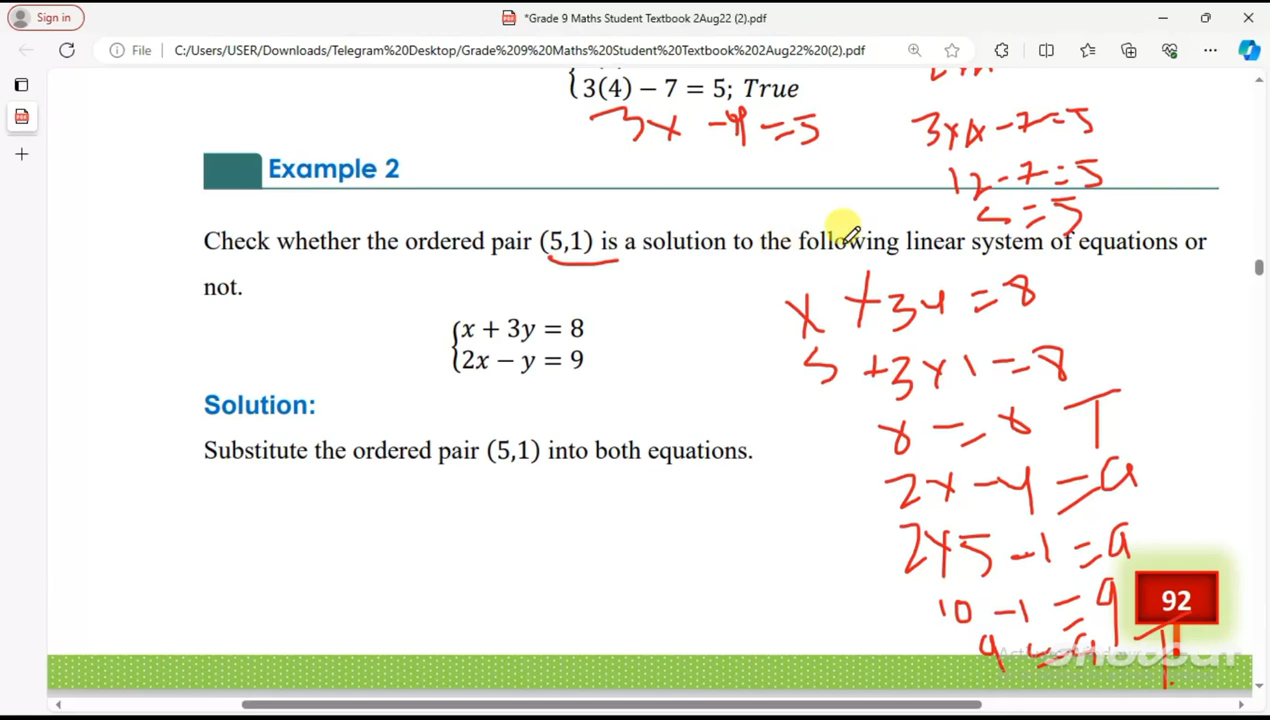 Sign in
*Grade 9 Maths Student Textbook 2Aug22 (2).pdf
File C:/Users/USER/Downloads/Telegram%20Desktop/Grade%209%20Maths%20Student%20Textbook%202Aug22%20(2).pdf
3(4) − 7 = 5; True
3x - y = 5
3x4 - 7 = 5
12 - 7 = 5
5 = 5
Example 2
Check whether the ordered pair (5,1) is a solution to the following linear system of equations or
not.
x + 3y = 8
5 + 3x1 = 8
8 = 8 T
2x - y = 9
2x5 - 1 = 9
10 - 1 = 9
9 = 9 T
x + 3y = 8
2x − y = 9
Solution:
Substitute the ordered pair (5,1) into both equations.
92